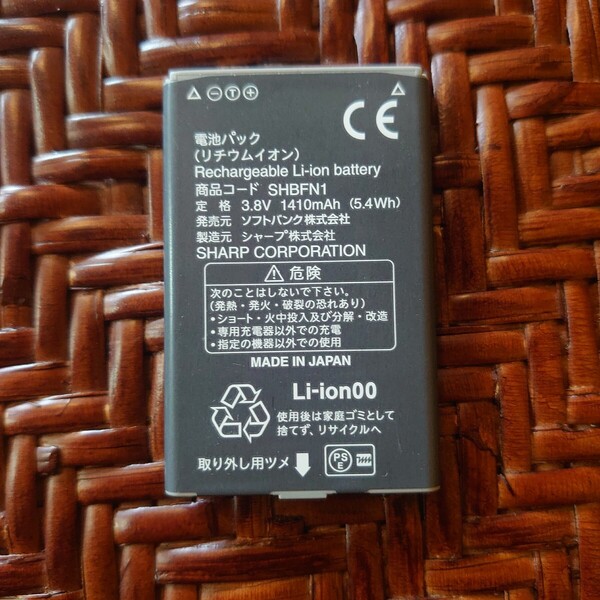 △ ⊖ Ⓣ ⊕ △
CE
電池パック
(リチウムイオン)
Rechargeable Li-ion battery
商品コード SHBFN1
定 格 3.8V 1410mAh (5.4Wh)
発売元 ソフトバンク株式会社
製造元 シャープ株式会社
SHARP CORPORATION
⚠ 危険
次のことはしないで下さい。
(発熱・発火・破裂の恐れあり)
・ショート・火中投入及び分解・改造
・専用充電器以外での充電
・指定の機器以外での使用
MADE IN JAPAN
Li-ion00
使用後は家庭ゴミとして
捨てず、リサイクルへ
取り外し用ツメ
PS
E